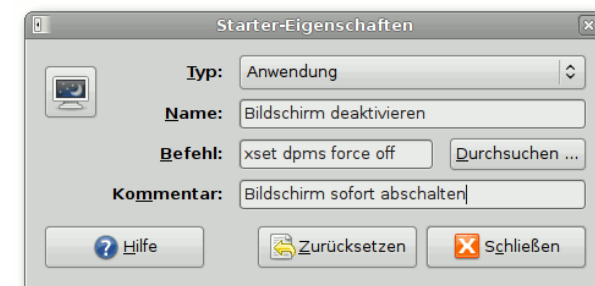 Starter-Eigenschaften
Typ: Anwendung
Name: Bildschirm deaktivieren
Befehl: xset dpms force off Durchsuchen ...
Kommentar: Bildschirm sofort abschalten
Hilfe Zurücksetzen Schließen